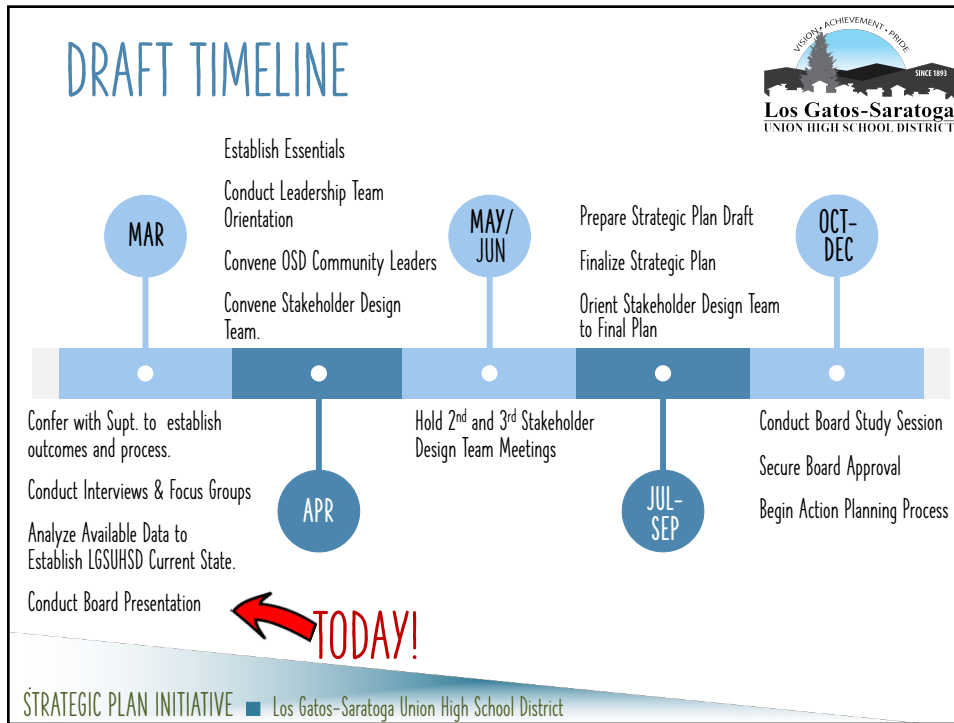 DRAFT TIMELINE
VISION • ACHIEVEMENT • PRIDE
SINCE 1893
Los Gatos-Saratoga
UNION HIGH SCHOOL DISTRICT
MAR
Confer with Supt. to establish
outcomes and process.
Conduct Interviews & Focus Groups
Analyze Available Data to
Establish LGSUHSD Current State.
Conduct Board Presentation
TODAY!
Establish Essentials
Conduct Leadership Team
Orientation
Convene OSD Community Leaders
Convene Stakeholder Design
Team.
APR
MAY/
JUN
Hold 2nd and 3rd Stakeholder
Design Team Meetings
Prepare Strategic Plan Draft
Finalize Strategic Plan
Orient Stakeholder Design Team
to Final Plan
JUL-
SEP
OCT-
DEC
Conduct Board Study Session
Secure Board Approval
Begin Action Planning Process
STRATEGIC PLAN INITIATIVE ■ Los Gatos-Saratoga Union High School District